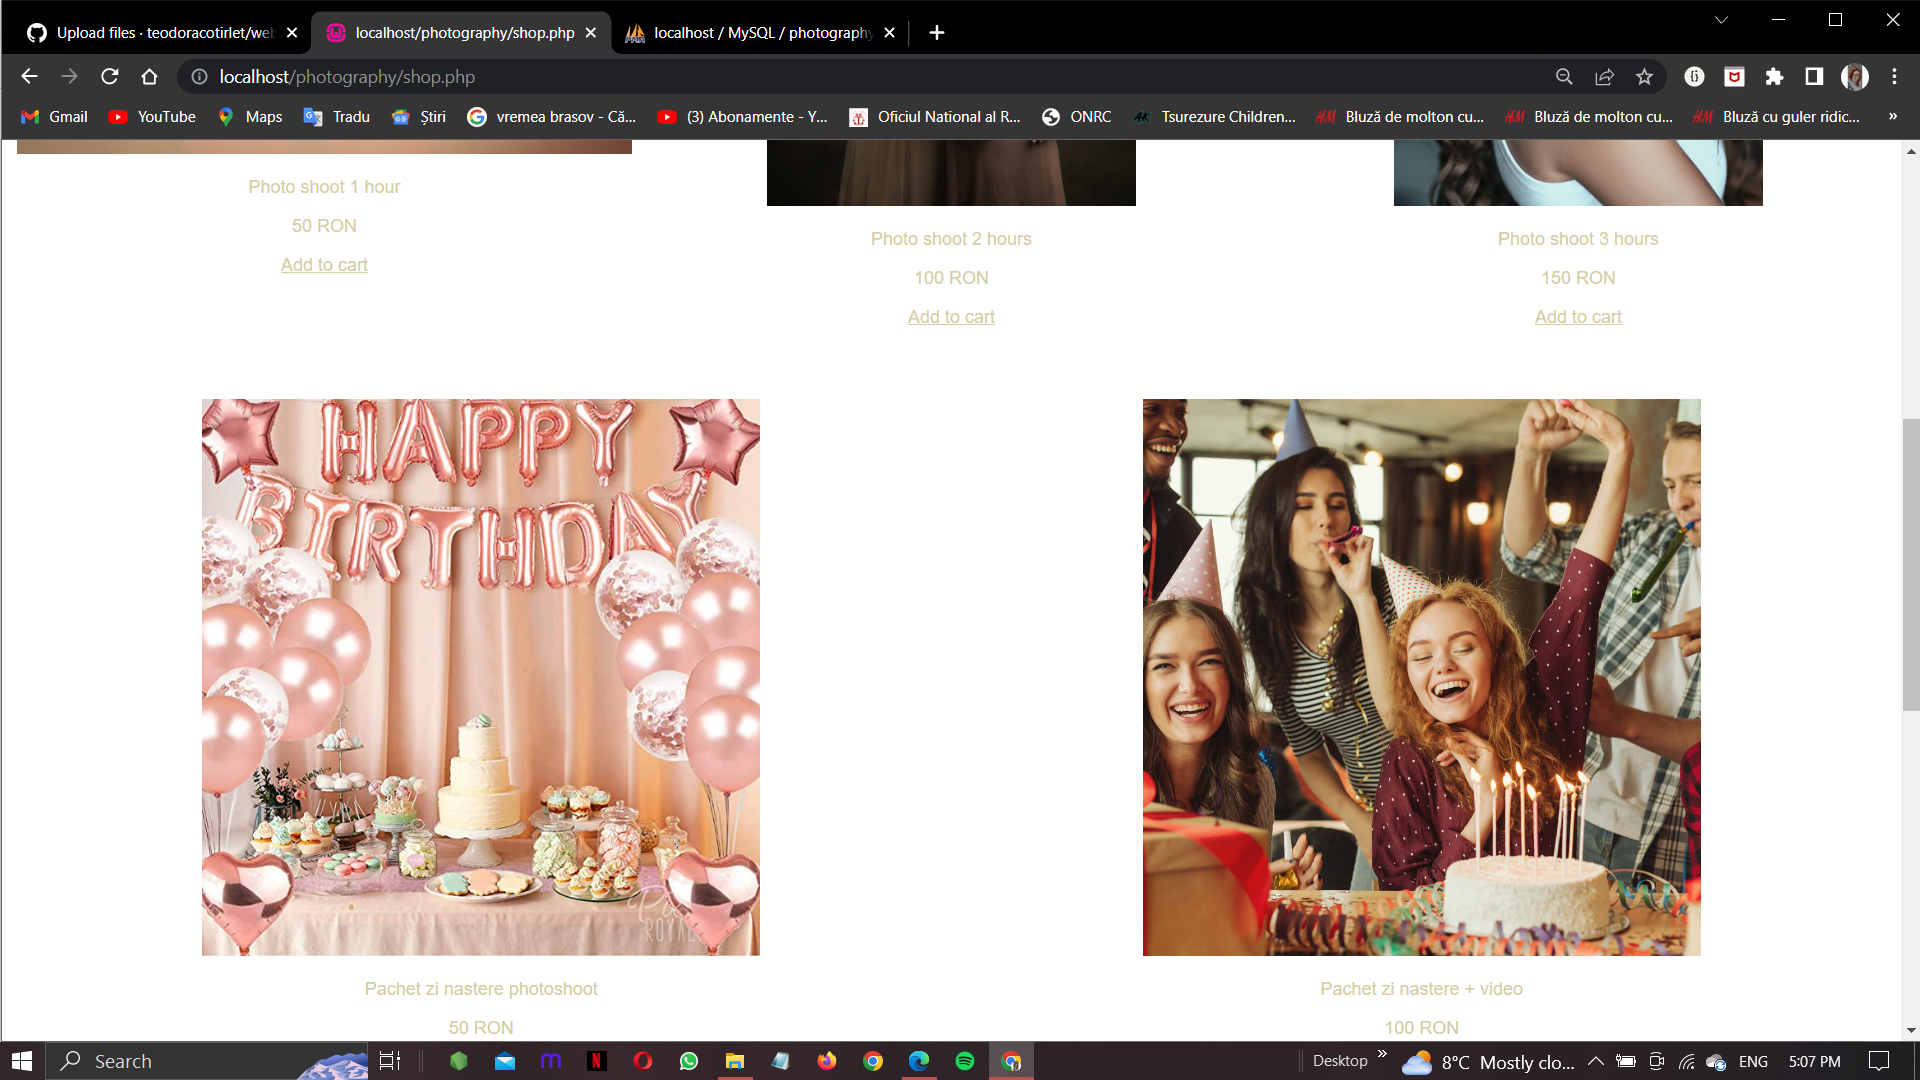 Upload files · teodoracotirlet/web
localhost/photography/shop.php
localhost / MySQL / photography
localhost/photography/shop.php
Gmail
YouTube
Maps
Tradu
Știri
vremea brasov - Că...
(3) Abonamente - Y...
Oficiul National al R...
ONRC
Tsurezure Children...
Bluză de molton cu...
Bluză de molton cu...
Bluză cu guler ridic...
»
Photo shoot 1 hour
50 RON
Add to cart
Photo shoot 2 hours
100 RON
Add to cart
Photo shoot 3 hours
150 RON
Add to cart
HAPPY
BIRTHDAY
Pachet zi nastere photoshoot
50 RON
Pachet zi nastere + video
100 RON
Search
Desktop
»
8°C Mostly clo...
ENG
5:07 PM